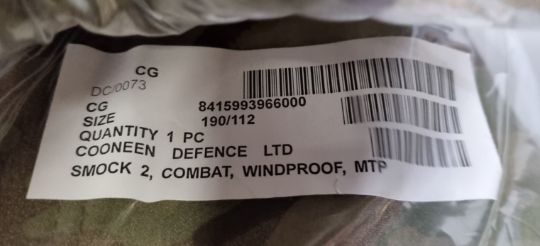 CG
DC/0073
CG 8415993966000
SIZE 190/112
QUANTITY 1 PC
COONEEN DEFENCE LTD
SMOCK 2, COMBAT, WINDPROOF, MTP